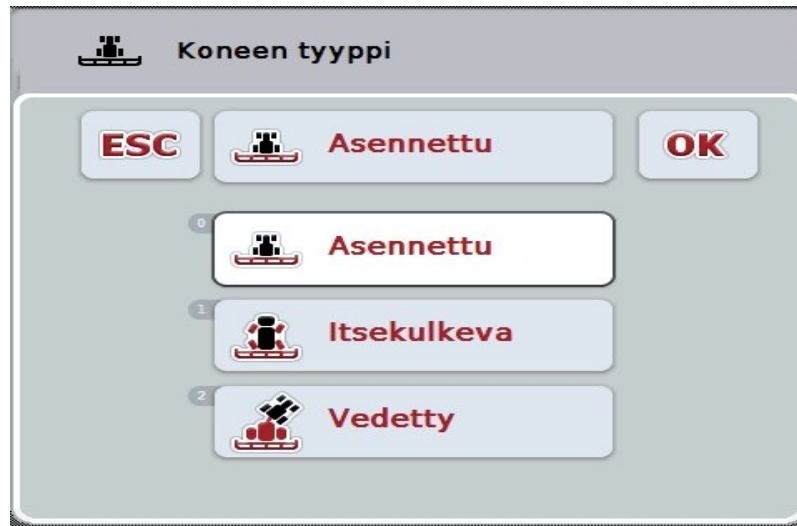 Koneen tyyppi
ESC
Asennettu
OK
0
Asennettu
1
Itsekulkeva
2
Vedetty